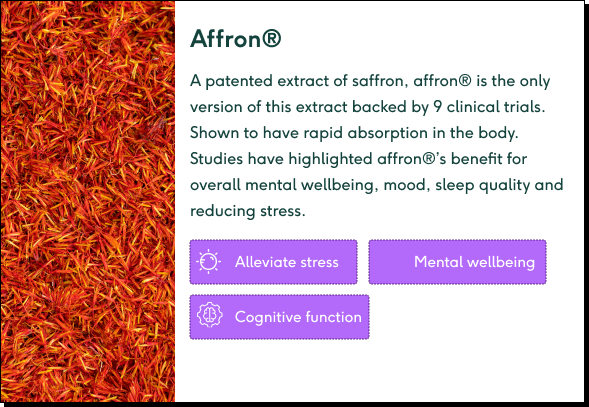 Affron®
A patented extract of saffron, affron® is the only
version of this extract backed by 9 clinical trials.
Shown to have rapid absorption in the body.
Studies have highlighted affron®'s benefit for
overall mental wellbeing, mood, sleep quality and
reducing stress.
Alleviate stress
Mental wellbeing
Cognitive function